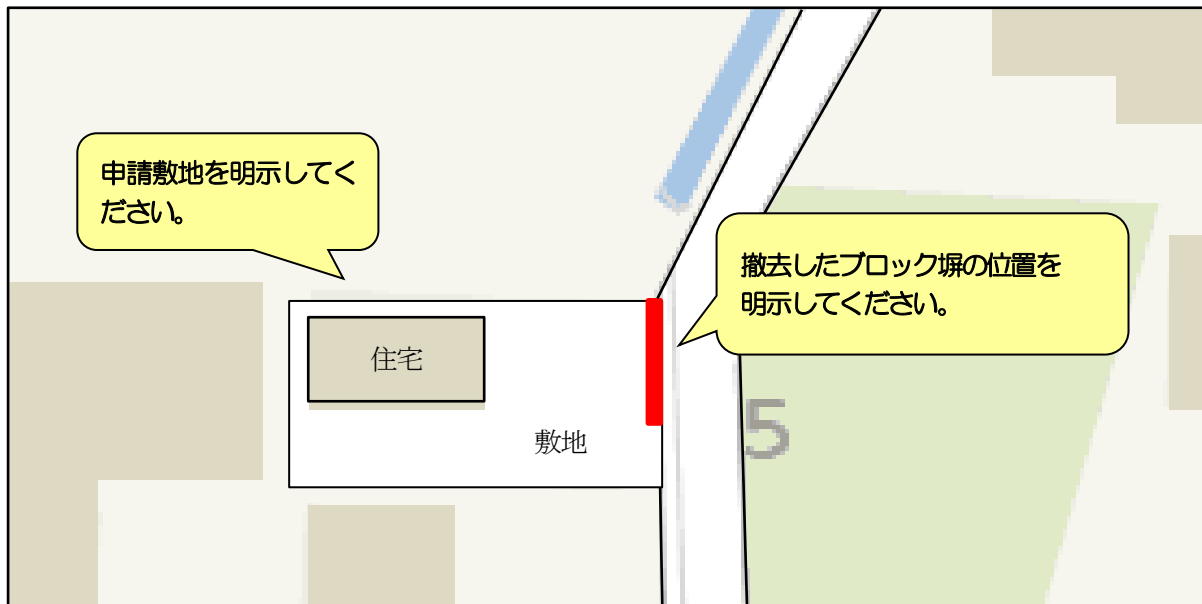 申請敷地を明示してく
ださい。
撤去したブロック塀の位置を
明示してください。
住宅
敷地
5